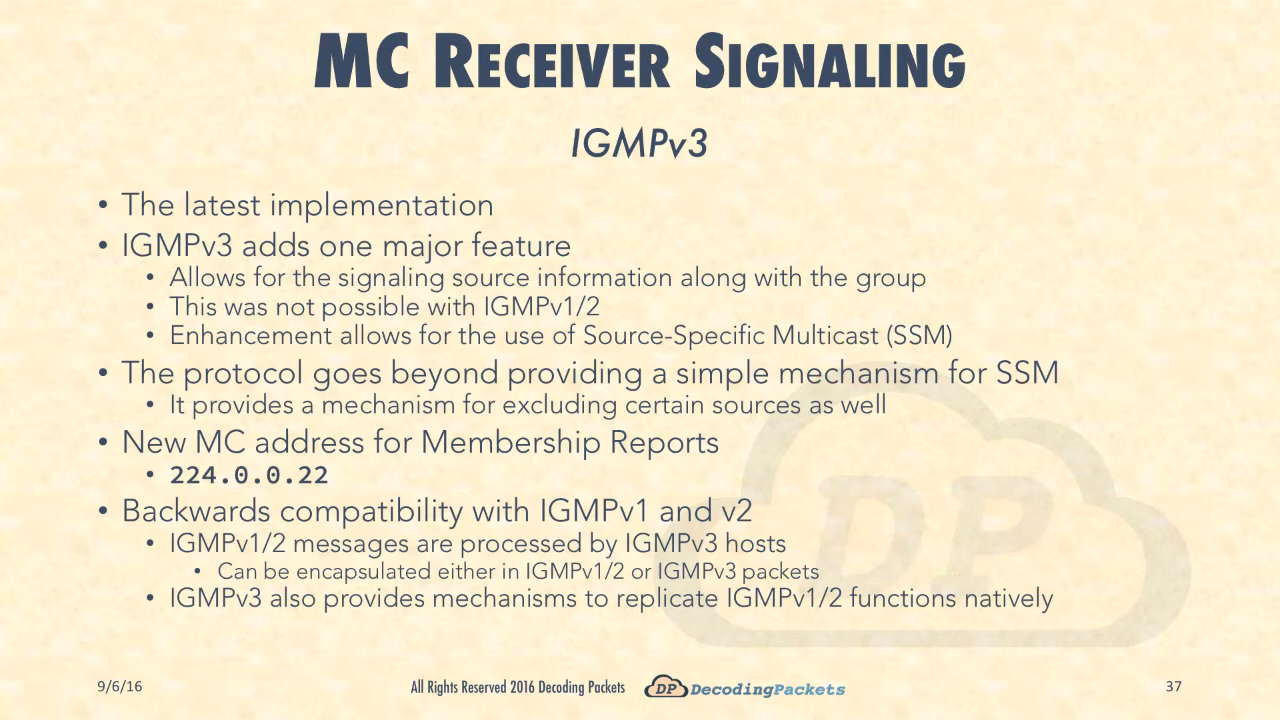 MC RECEIVER SIGNALING
IGMPv3
• The latest implementation
• IGMPv3 adds one major feature
• Allows for the signaling source information along with the group
• This was not possible with IGMPv1/2
• Enhancement allows for the use of Source-Specific Multicast (SSM)
• The protocol goes beyond providing a simple mechanism for SSM
• It provides a mechanism for excluding certain sources as well
• New MC address for Membership Reports
• 224.0.0.22
• Backwards compatibility with IGMPv1 and v2
• IGMPv1/2 messages are processed by IGMPv3 hosts
• Can be encapsulated either in IGMPv1/2 or IGMPv3 packets
• IGMPv3 also provides mechanisms to replicate IGMPv1/2 functions natively
DP
9/6/16 All Rights Reserved 2016 Decoding Packets DP DecodingPackets 37